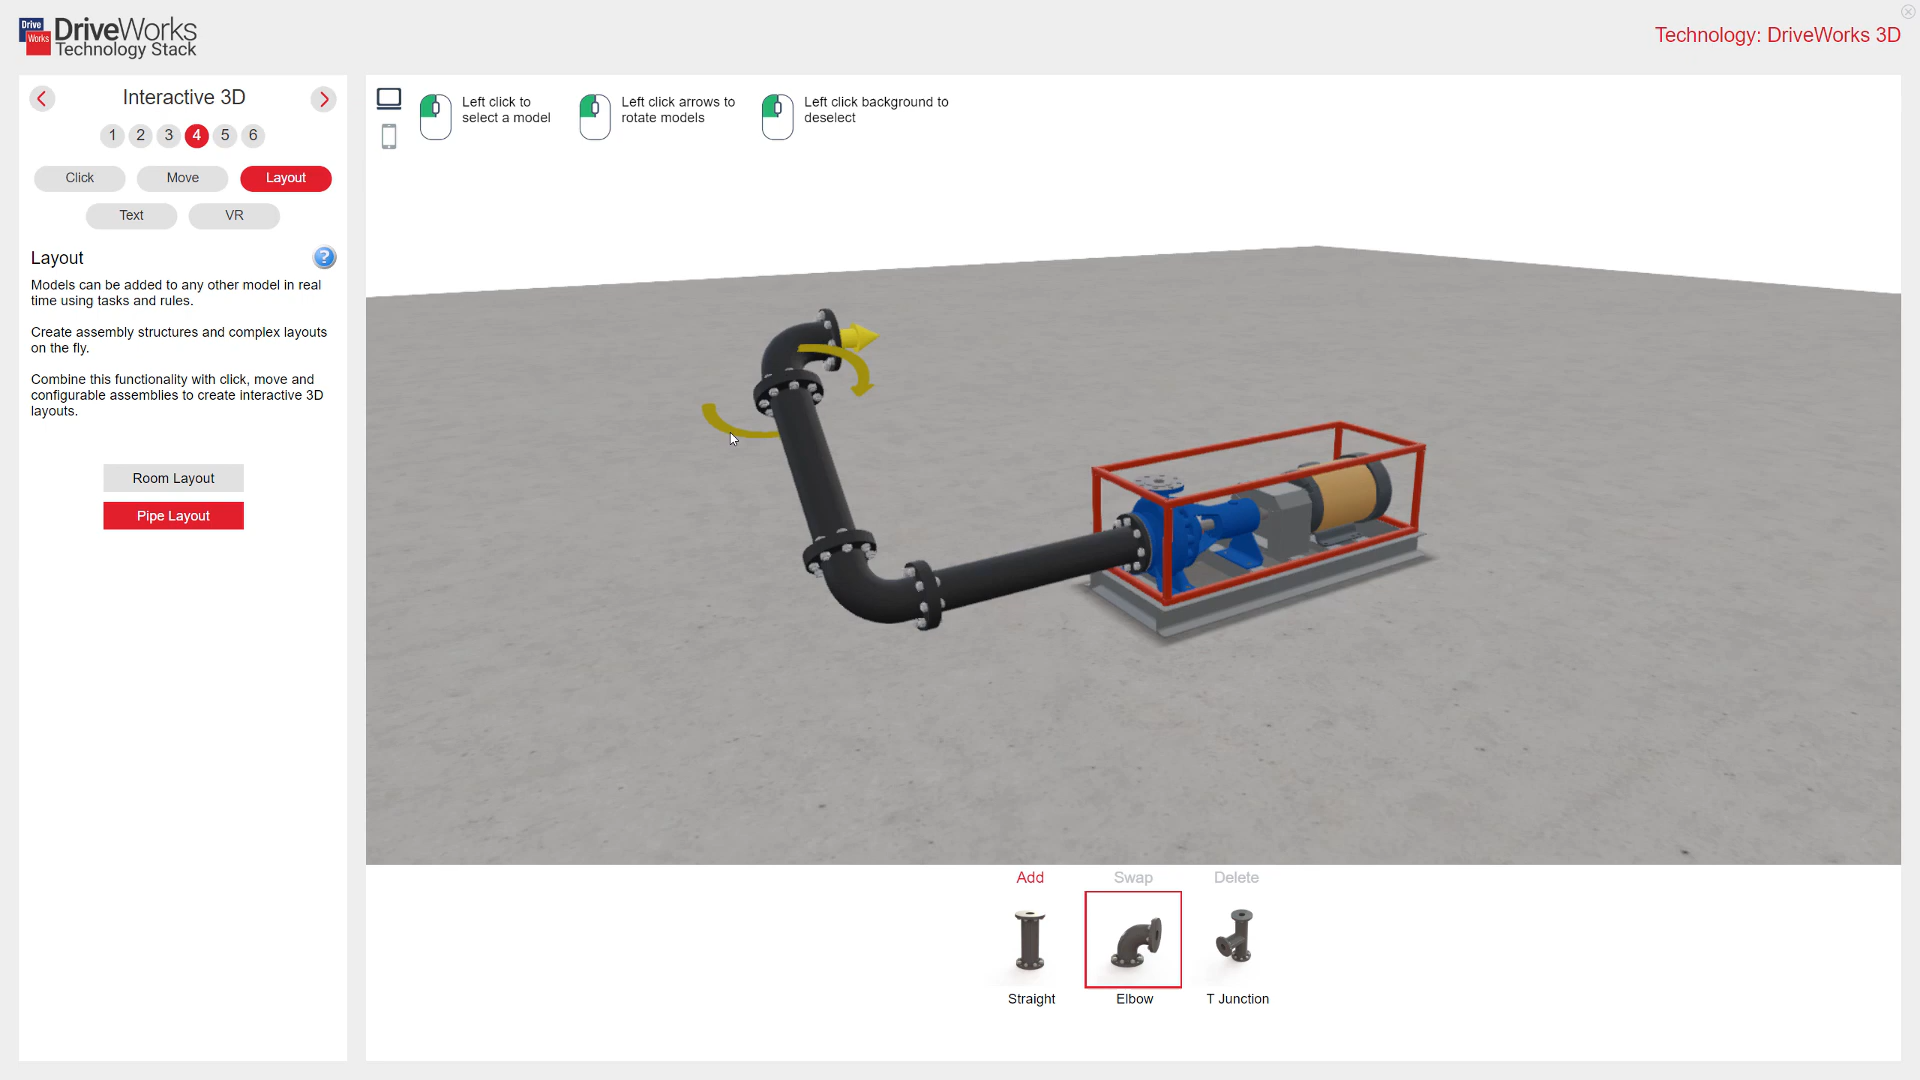 Drive
Works
DriveWorks
Technology Stack
Technology: DriveWorks 3D
Interactive 3D
1 2 3 4 5 6
Click Move Layout
Text VR
Layout
?
Models can be added to any other model in real
time using tasks and rules.
Create assembly structures and complex layouts
on the fly.
Combine this functionality with click, move and
configurable assemblies to create interactive 3D
layouts.
Room Layout
Pipe Layout
Left click to
select a model
Left click arrows to
rotate models
Left click background to
deselect
Add Swap Delete
Straight Elbow T Junction